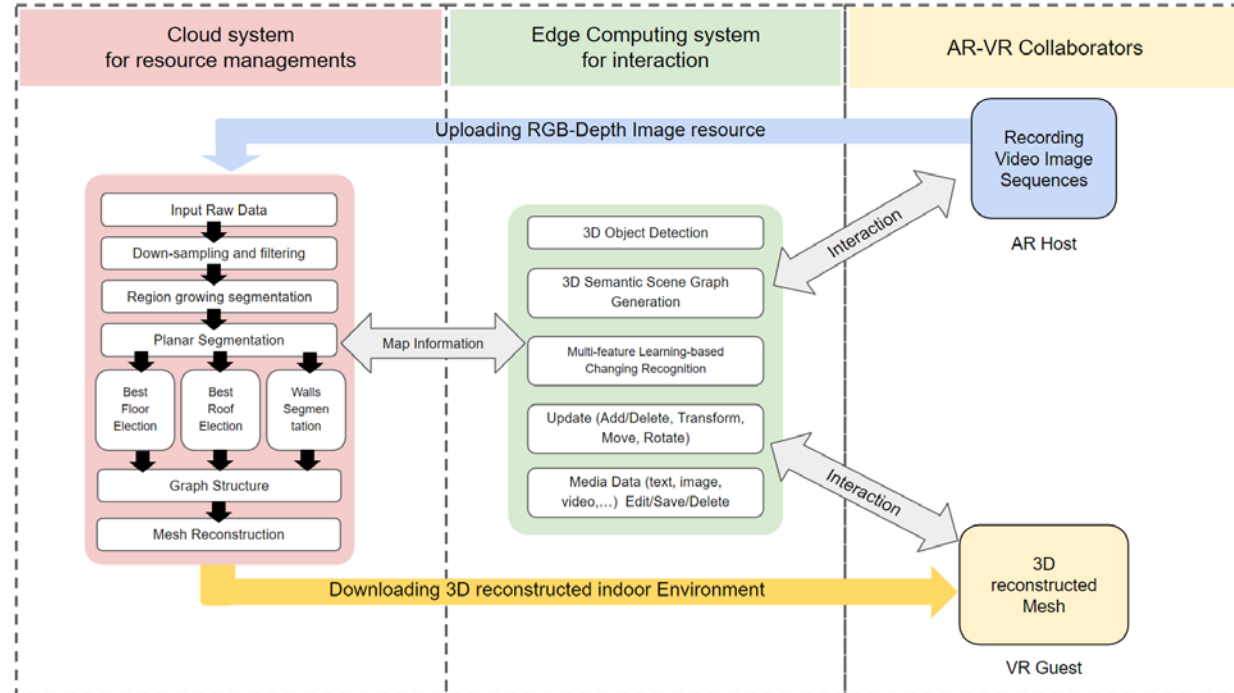 Cloud system
for resource managements
Edge Computing system
for interaction
AR-VR Collaborators
Uploading RGB-Depth Image resource
Recording
Video Image
Sequences
AR Host
Input Raw Data
Down-sampling and filtering
Region growing segmentation
Planar Segmentation
Best
Floor
Election
Best
Roof
Election
Walls
Segmen
tation
Graph Structure
Mesh Reconstruction
Map Information
3D Object Detection
3D Semantic Scene Graph
Generation
Multi-feature Learning-based
Changing Recognition
Update (Add/Delete, Transform,
Move, Rotate)
Media Data (text, image,
video,...) Edit/Save/Delete
Interaction
Interaction
Downloading 3D reconstructed indoor Environment
3D
reconstructed
Mesh
VR Guest